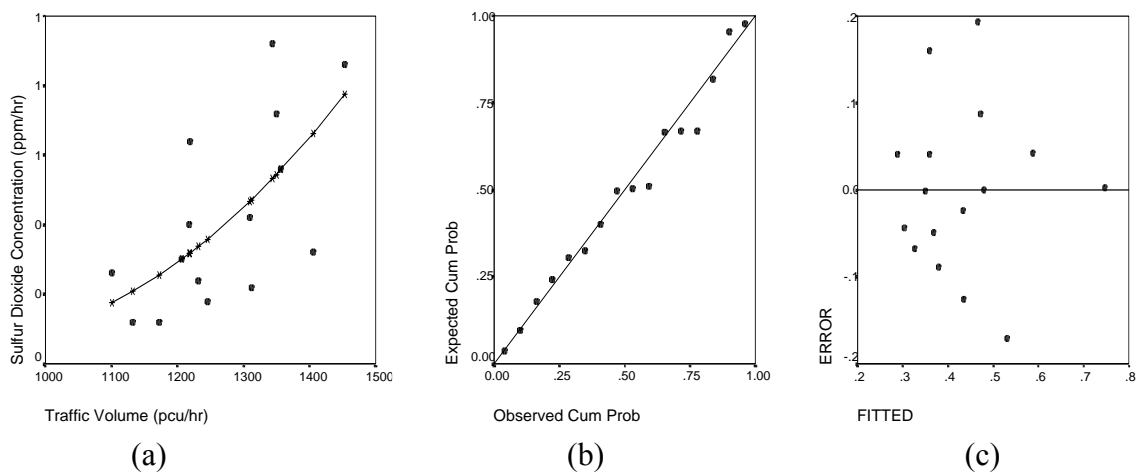 Sulfur Dioxide Concentration (ppm/hr)
1
1
1
0
0
0
1000 1100 1200 1300 1400 1500
Traffic Volume (pcu/hr)
(a)
Expected Cum Prob
1.00
.75
.50
.25
0.00
0.00 .25 .50 .75 1.00
Observed Cum Prob
(b)
ERROR
.2
.1
0.0
-.1
-.2
.2 .3 .4 .5 .6 .7 .8
FITTED
(c)